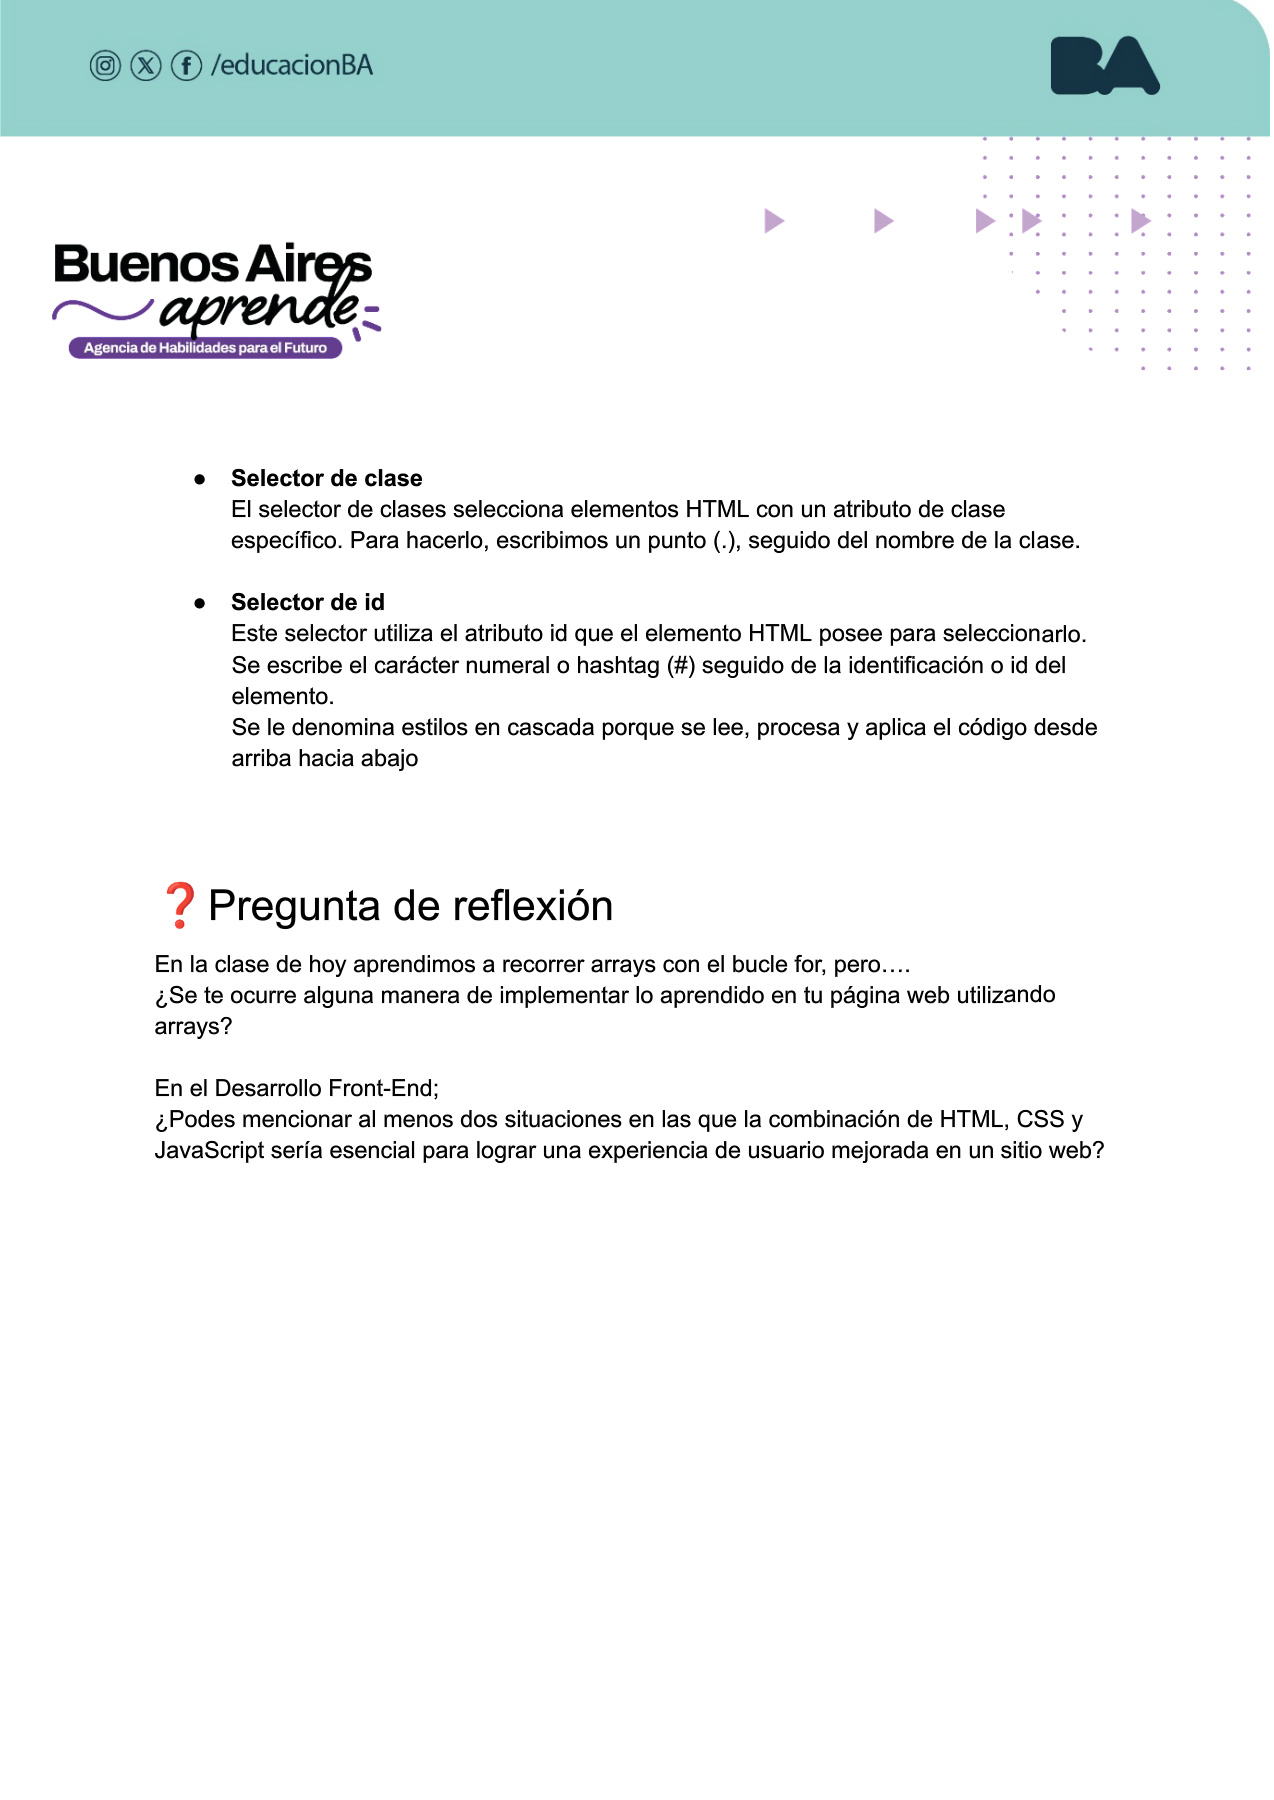 /educacionBA
BA
Buenos Aires
aprende
Agencia de Habilidades para el Futuro
● Selector de clase
El selector de clases selecciona elementos HTML con un atributo de clase
específico. Para hacerlo, escribimos un punto (.), seguido del nombre de la clase.
● Selector de id
Este selector utiliza el atributo id que el elemento HTML posee para seleccionarlo.
Se escribe el carácter numeral o hashtag (#) seguido de la identificación o id del
elemento.
Se le denomina estilos en cascada porque se lee, procesa y aplica el código desde
arriba hacia abajo
❓Pregunta de reflexión
En la clase de hoy aprendimos a recorrer arrays con el bucle for, pero….
¿Se te ocurre alguna manera de implementar lo aprendido en tu página web utilizando
arrays?
En el Desarrollo Front-End;
¿Podes mencionar al menos dos situaciones en las que la combinación de HTML, CSS y
JavaScript sería esencial para lograr una experiencia de usuario mejorada en un sitio web?